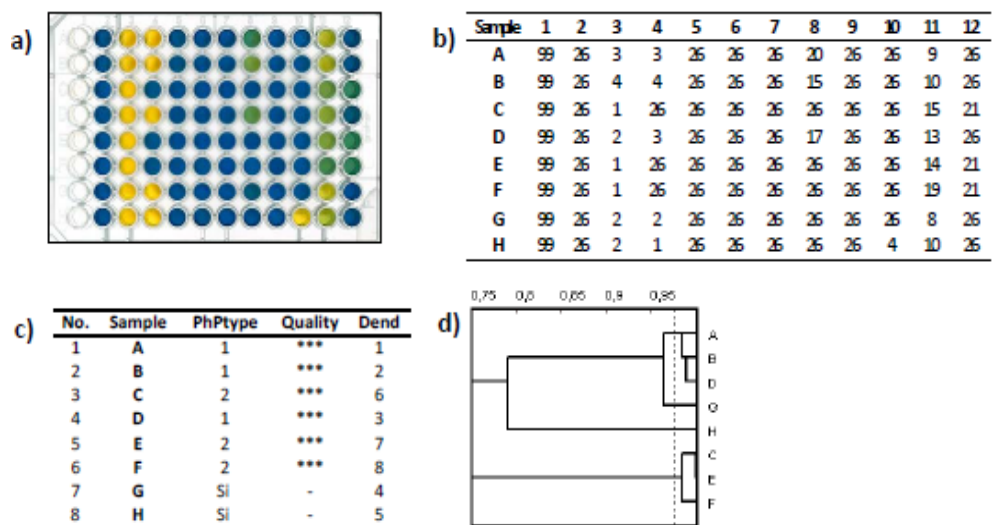 a)
b)
Sample 1 2 3 4 5 6 7 8 9 10 11 12
A 99 26 3 3 26 26 26 20 26 26 9 26
B 99 26 4 4 26 26 26 15 26 26 10 26
C 99 26 1 26 26 26 26 26 26 26 15 21
D 99 26 2 3 26 26 26 17 26 26 13 26
E 99 26 1 26 26 26 26 26 26 26 14 21
F 99 26 1 26 26 26 26 26 26 26 19 21
G 99 26 2 2 26 26 26 26 26 26 8 26
H 99 26 2 1 26 26 26 26 26 4 10 26
c)
No. Sample PhPtype Quality Dend
1 A 1 *** 1
2 B 1 *** 2
3 C 2 *** 6
4 D 1 *** 3
5 E 2 *** 7
6 F 2 *** 8
7 G Si - 4
8 H Si - 5
d)
0,75 0,8 0,85 0,9 0,95
A
B
D
G
H
C
E
F